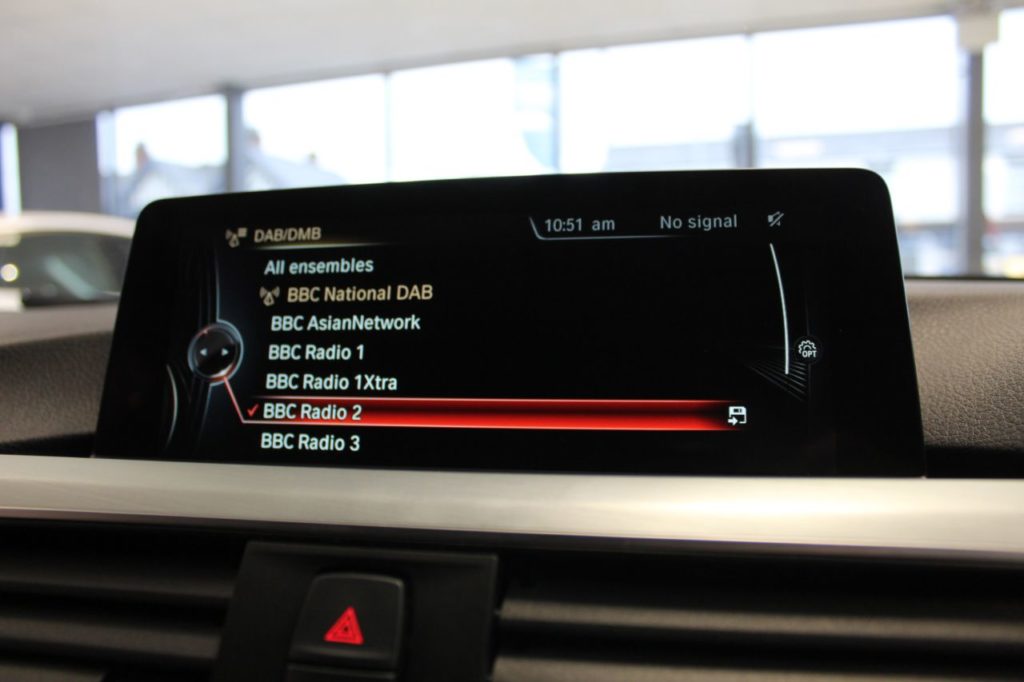 DAB/DMB
10:51 am No signal
All ensembles
BBC National DAB
BBC AsianNetwork
BBC Radio 1
BBC Radio 1Xtra
BBC Radio 2
BBC Radio 3
OPT